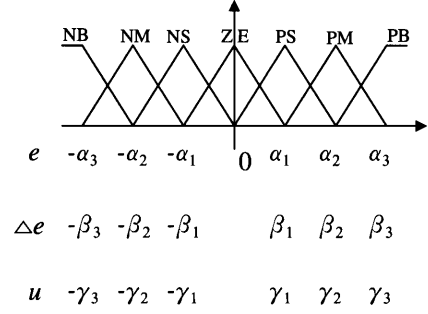 NB NM NS ZE PS PM PB
e -α₃ -α₂ -α₁ 0 α₁ α₂ α₃
△e -β₃ -β₂ -β₁ β₁ β₂ β₃
u -γ₃ -γ₂ -γ₁ γ₁ γ₂ γ₃